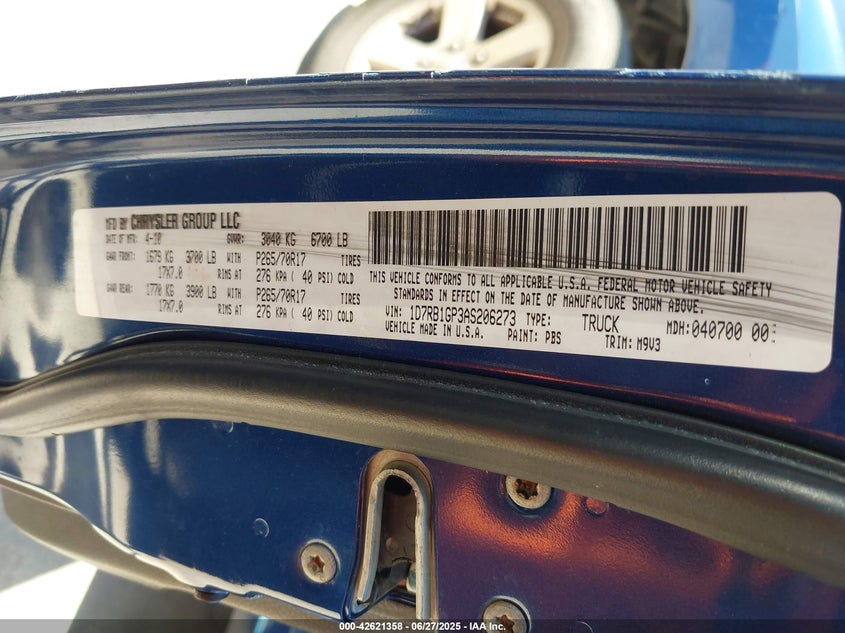 MFD BY CHRYSLER GROUP LLC
DATE OF MFR: 4-10 GVWR: 3040 KG 6700 LB
GAWR FRONT: 1679 KG 3700 LB WITH P265/70R17 TIRES
17X7.0 RIMS AT 276 KPA ( 40 PSI) COLD
GAWR REAR: 1770 KG 3900 LB WITH P265/70R17 TIRES
17X7.0 RIMS AT 276 KPA ( 40 PSI) COLD
THIS VEHICLE CONFORMS TO ALL APPLICABLE U.S.A. FEDERAL MOTOR VEHICLE SAFETY
STANDARDS IN EFFECT ON THE DATE OF MANUFACTURE SHOWN ABOVE.
VIN: 1D7RB1GP3AS206273 TYPE: TRUCK MDH: 040700 00
VEHICLE MADE IN U.S.A. PAINT: PBS TRIM: M9V3
000-42621358 - 06/27/2025 - IAA Inc.